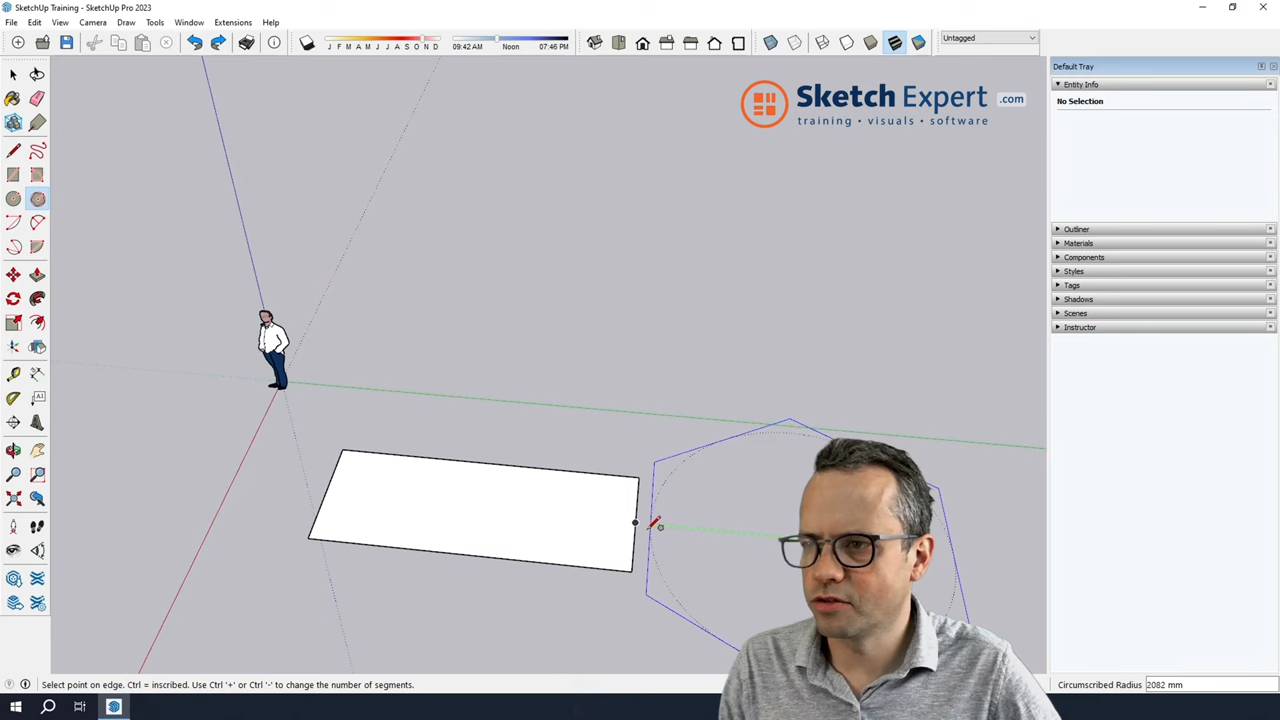 SketchUp Training - SketchUp Pro 2023
File Edit View Camera Draw Tools Window Extensions Help
J F M A M J J A S O N D 09:42 AM Noon 07:46 PM Untagged
Default Tray
Entity Info
No Selection
Sketch Expert .com
training • visuals • software
Outliner
Materials
Components
Styles
Tags
Shadows
Scenes
Instructor
Select point on edge. Ctrl = inscribed. Use Ctrl '+' or Ctrl '-' to change the number of segments.
Circumscribed Radius 2082 mm